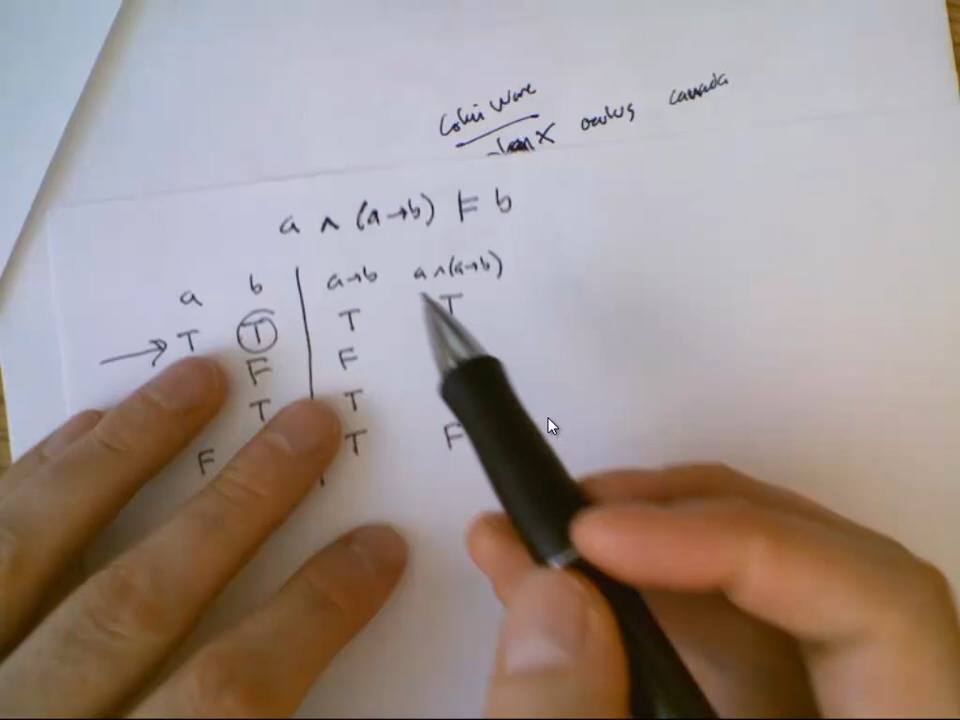 Colin Ware
oculus canada
a ∧ (a→b) ⊨ b
a b a→b a∧(a→b)
T T T T
F F
T T
F T F